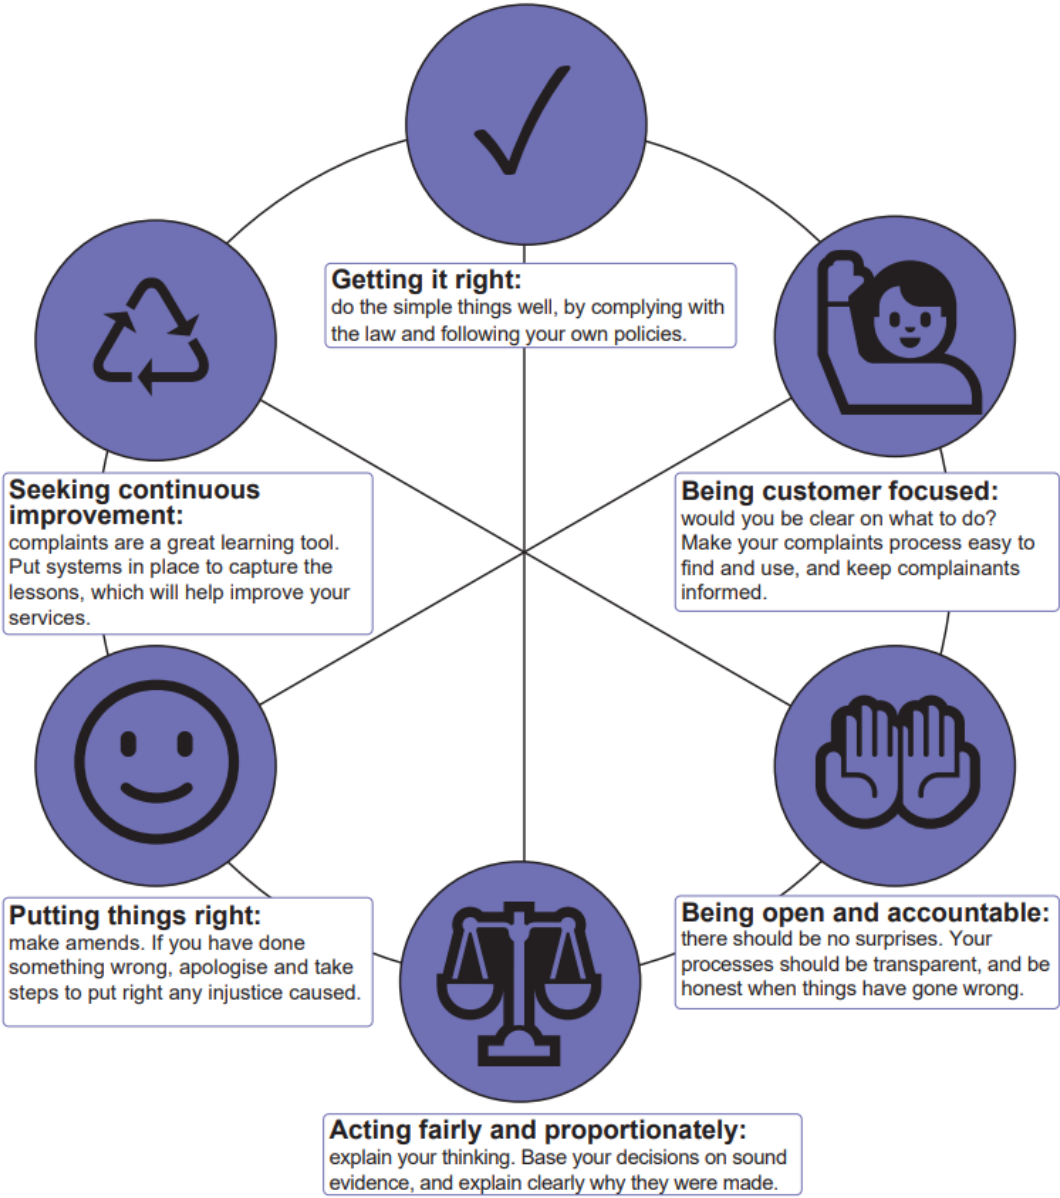 Getting it right:
do the simple things well, by complying with
the law and following your own policies.
Being customer focused:
would you be clear on what to do?
Make your complaints process easy to
find and use, and keep complainants
informed.
Being open and accountable:
there should be no surprises. Your
processes should be transparent, and be
honest when things have gone wrong.
Acting fairly and proportionately:
explain your thinking. Base your decisions on sound
evidence, and explain clearly why they were made.
Putting things right:
make amends. If you have done
something wrong, apologise and take
steps to put right any injustice caused.
Seeking continuous
improvement:
complaints are a great learning tool.
Put systems in place to capture the
lessons, which will help improve your
services.